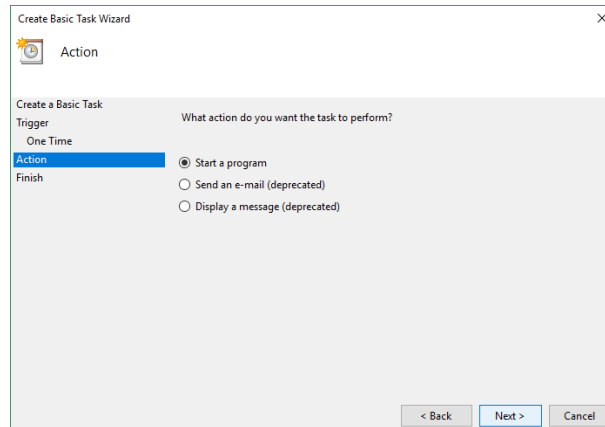 Create Basic Task Wizard
Action
Create a Basic Task
Trigger
One Time
Action
Finish
What action do you want the task to perform?
Start a program
Send an e-mail (deprecated)
Display a message (deprecated)
< Back
Next >
Cancel